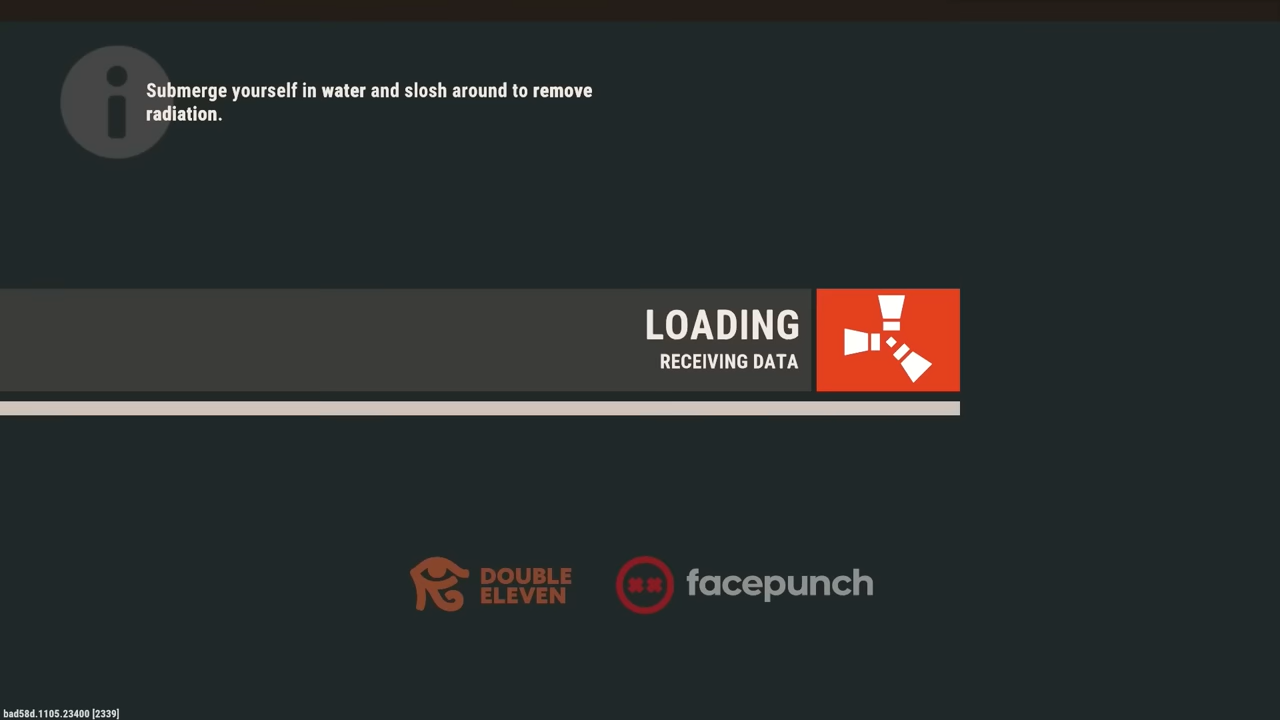 Submerge yourself in water and slosh around to remove
radiation.
LOADING
RECEIVING DATA
DOUBLE
ELEVEN
facepunch
bad58d.1105.23400 [2339]